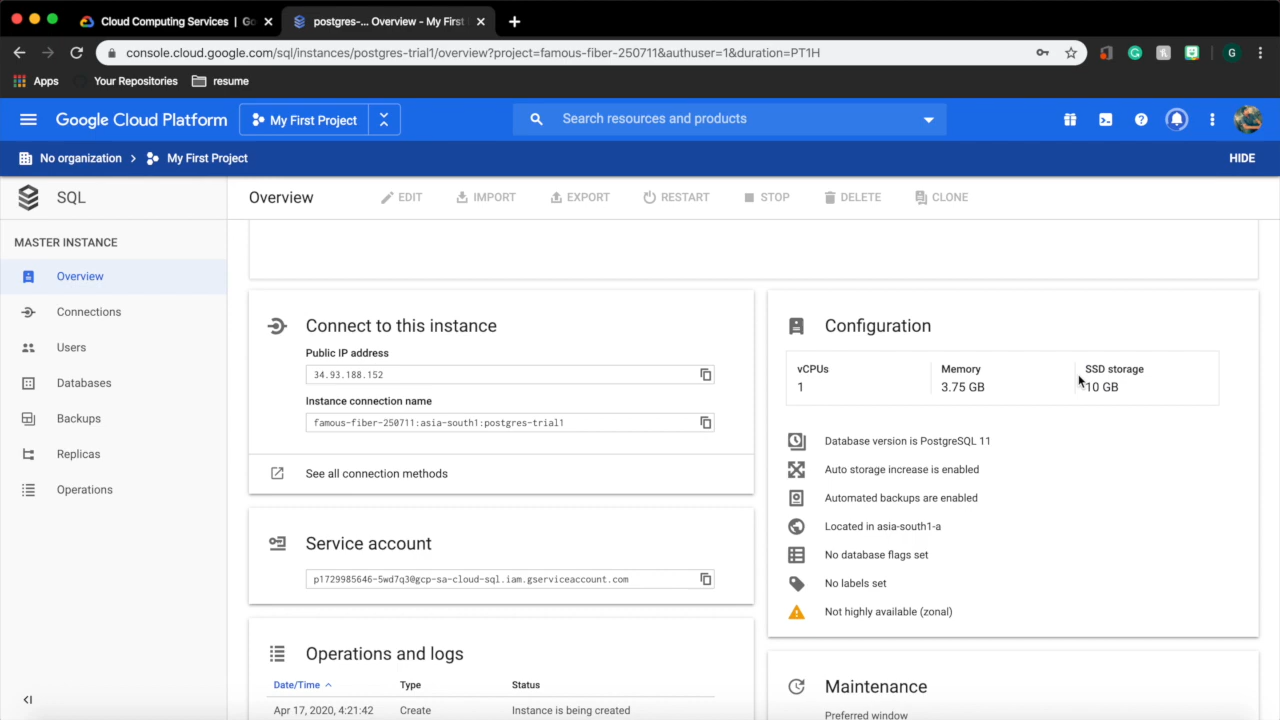 Cloud Computing Services | Go
postgres-... Overview - My First
console.cloud.google.com/sql/instances/postgres-trial1/overview?project=famous-fiber-250711&authuser=1&duration=PT1H
G
Apps
Your Repositories
resume
Google Cloud Platform
My First Project
Search resources and products
No organization
My First Project
HIDE
SQL
Overview
EDIT
IMPORT
EXPORT
RESTART
STOP
DELETE
CLONE
MASTER INSTANCE
Overview
Connections
Users
Databases
Backups
Replicas
Operations
Connect to this instance
Public IP address
34.93.188.152
Instance connection name
famous-fiber-250711:asia-south1:postgres-trial1
See all connection methods
Service account
p1729985646-5wd7q3@gcp-sa-cloud-sql.iam.gserviceaccount.com
Operations and logs
Date/Time Type Status
Apr 17, 2020, 4:21:42 Create Instance is being created
Configuration
vCPUs Memory SSD storage
1 3.75 GB 10 GB
Database version is PostgreSQL 11
Auto storage increase is enabled
Automated backups are enabled
Located in asia-south1-a
No database flags set
No labels set
Not highly available (zonal)
Maintenance
Preferred window